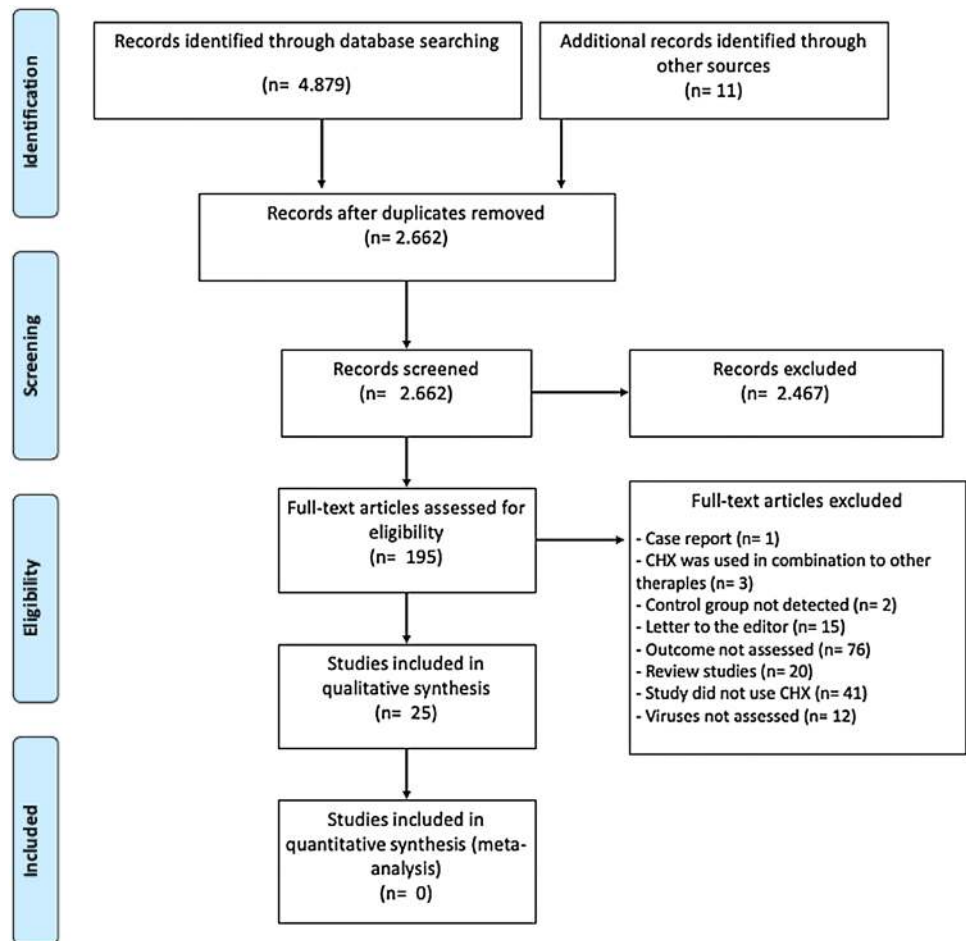 Identification
Records identified through database searching
(n= 4.879)
Additional records identified through
other sources
(n= 11)
Records after duplicates removed
(n= 2.662)
Screening
Records screened
(n= 2.662)
Records excluded
(n= 2.467)
Eligibility
Full-text articles assessed for
eligibility
(n= 195)
Full-text articles excluded
- Case report (n= 1)
- CHX was used in combination to other
theraples (n= 3)
- Control group not detected (n= 2)
- Letter to the editor (n= 15)
- Outcome not assessed (n= 76)
- Review studies (n= 20)
- Study did not use CHX (n= 41)
- Viruses not assessed (n= 12)
Studies included in
qualitative synthesis
(n= 25)
Included
Studies included in
quantitative synthesis (meta-
analysis)
(n= 0)